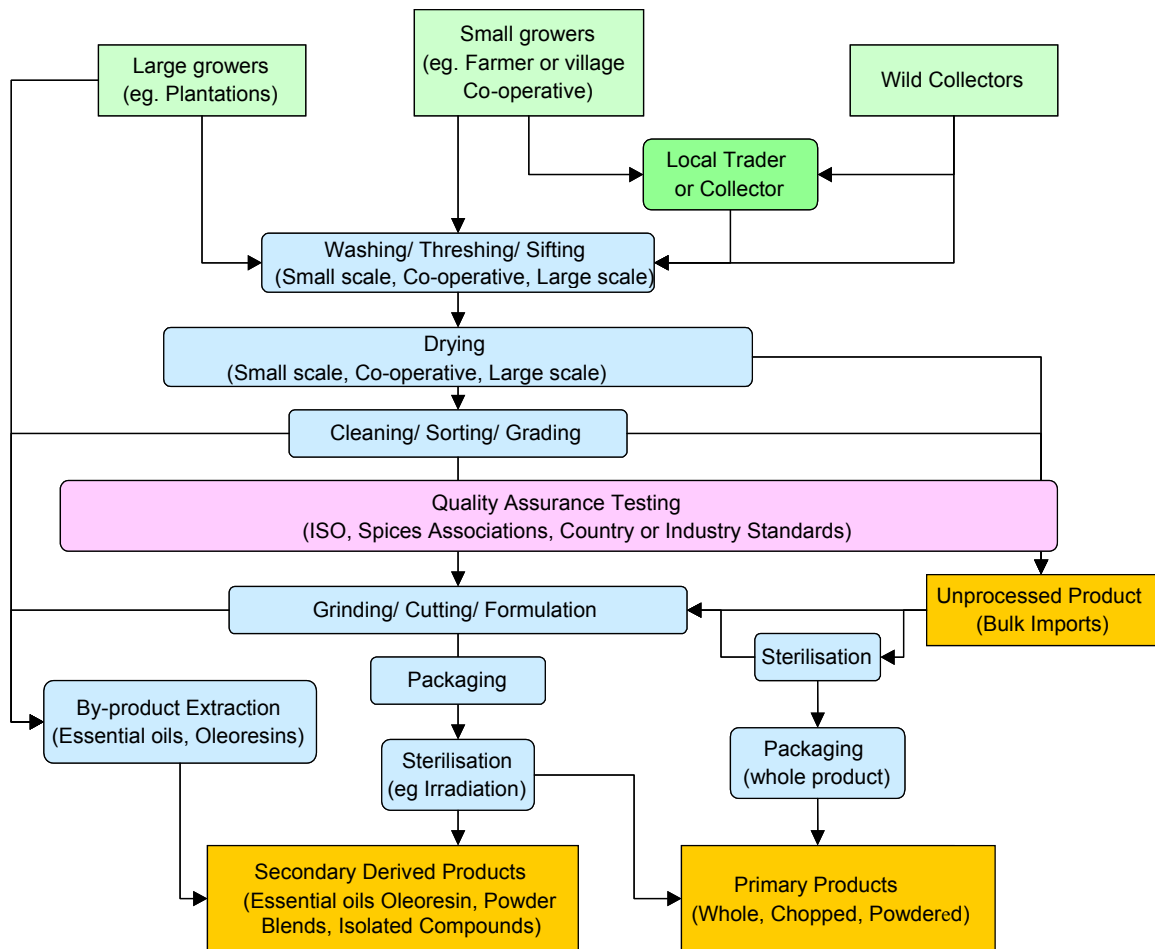 Large growers
(eg. Plantations)
Small growers
(eg. Farmer or village
Co-operative)
Wild Collectors
Local Trader
or Collector
Washing/ Threshing/ Sifting
(Small scale, Co-operative, Large scale)
Drying
(Small scale, Co-operative, Large scale)
Cleaning/ Sorting/ Grading
Quality Assurance Testing
(ISO, Spices Associations, Country or Industry Standards)
Grinding/ Cutting/ Formulation
Unprocessed Product
(Bulk Imports)
Sterilisation
Packaging
By-product Extraction
(Essential oils, Oleoresins)
Sterilisation
(eg Irradiation)
Packaging
(whole product)
Secondary Derived Products
(Essential oils Oleoresin, Powder
Blends, Isolated Compounds)
Primary Products
(Whole, Chopped, Powdered)